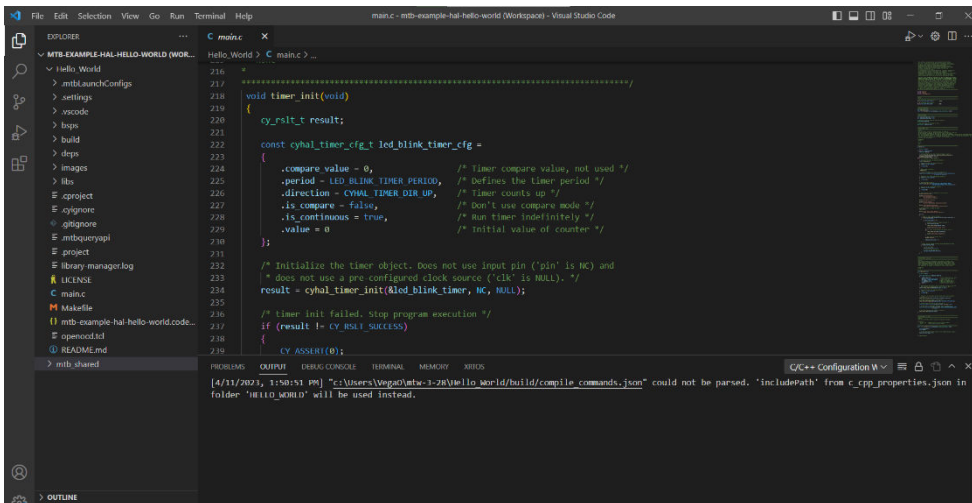 File Edit Selection View Go Run Terminal Help
main.c - mtb-example-hal-hello-world (Workspace) - Visual Studio Code
EXPLORER
MTB-EXAMPLE-HAL-HELLO-WORLD (WOR...
Hello_World
.mtbLaunchConfigs
.settings
.vscode
bsps
build
deps
images
libs
.cproject
.cyignore
.gitignore
.mtbqueryapi
.project
library-manager.log
LICENSE
main.c
Makefile
mtb-example-hal-hello-world.code...
openocd.tcl
README.md
mtb_shared
OUTLINE
C main.c
Hello_World > C main.c > ...
216 *
217 *******************************************************************************/
218 void timer_init(void)
219 {
220 cy_rslt_t result;
221
222 const cyhal_timer_cfg_t led_blink_timer_cfg =
223 {
224 .compare_value = 0, /* Timer compare value, not used */
225 .period = LED_BLINK_TIMER_PERIOD, /* Defines the timer period */
226 .direction = CYHAL_TIMER_DIR_UP, /* Timer counts up */
227 .is_compare = false, /* Don't use compare mode */
228 .is_continuous = true, /* Run timer indefinitely */
229 .value = 0 /* Initial value of counter */
230 };
231
232 /* Initialize the timer object. Does not use input pin ('pin' is NC) and
233 * does not use a pre-configured clock source ('clk' is NULL). */
234 result = cyhal_timer_init(&led_blink_timer, NC, NULL);
235
236 /* timer init failed. Stop program execution */
237 if (result != CY_RSLT_SUCCESS)
238 {
239 CY_ASSERT(0);
PROBLEMS OUTPUT DEBUG CONSOLE TERMINAL MEMORY XRTOS
C/C++ Configuration W
[4/11/2023, 1:50:51 PM] "c:\Users\VegaO\mtw-3-28\Hello_World/build/compile_commands.json" could not be parsed. 'includePath' from c_cpp_properties.json in
folder 'HELLO_WORLD' will be used instead.